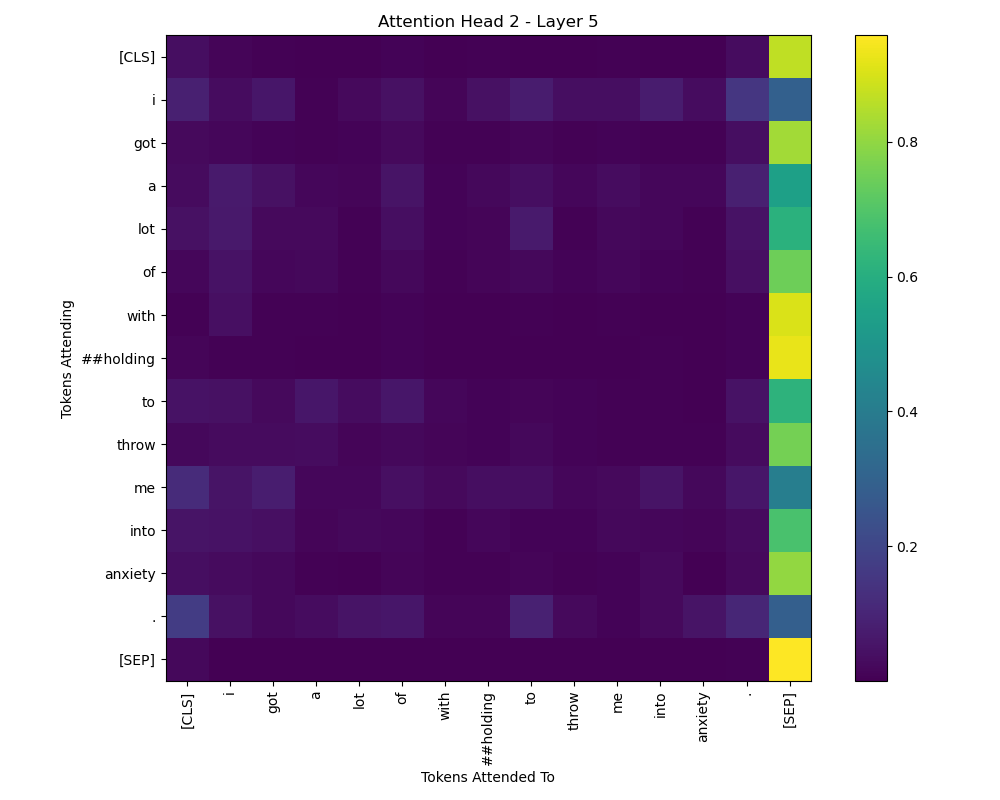 Attention Head 2 - Layer 5
[CLS]
i
got
a
lot
of
with
##holding
to
throw
me
into
anxiety
.
[SEP]
Tokens Attending
[CLS]
i
got
a
lot
of
with
##holding
to
throw
me
into
anxiety
.
[SEP]
Tokens Attended To
0.8
0.6
0.4
0.2